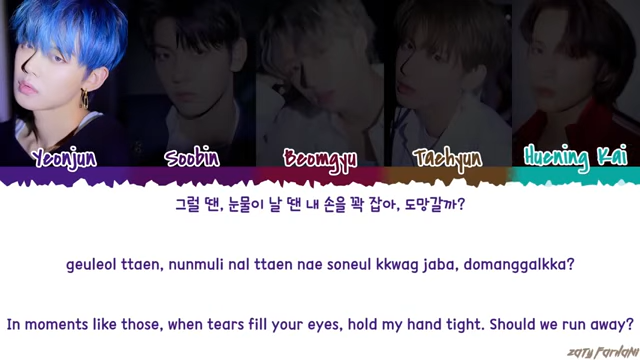 Yeonjun Soobin Beomgyu Taehyun Huening Kai
그럴 땐, 눈물이 날 땐 내 손을 꽉 잡아, 도망갈까?
geuleol ttaen, nunmuli nal ttaen nae soneul kkwag jaba, domanggalkka?
In moments like those, when tears fill your eyes, hold my hand tight. Should we run away?
ZaTy FarhAni